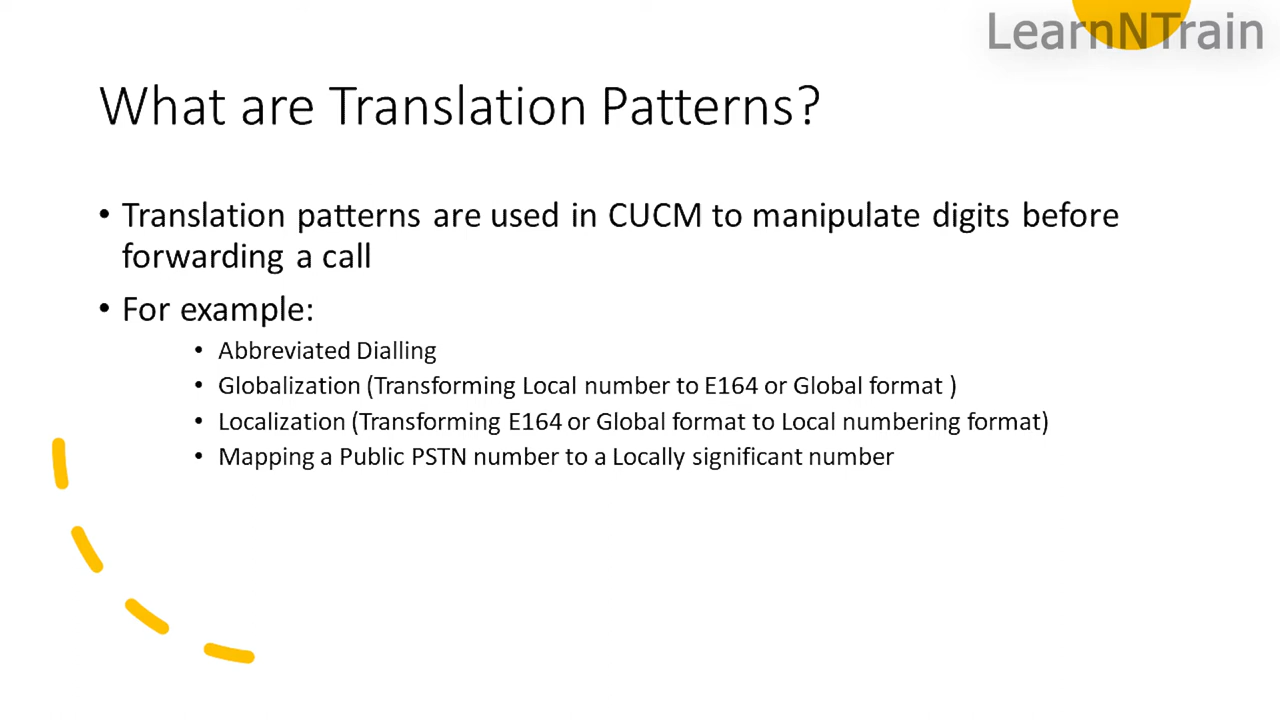 LearnNTrain
What are Translation Patterns?
• Translation patterns are used in CUCM to manipulate digits before
forwarding a call
• For example:
• Abbreviated Dialling
• Globalization (Transforming Local number to E164 or Global format )
• Localization (Transforming E164 or Global format to Local numbering format)
• Mapping a Public PSTN number to a Locally significant number